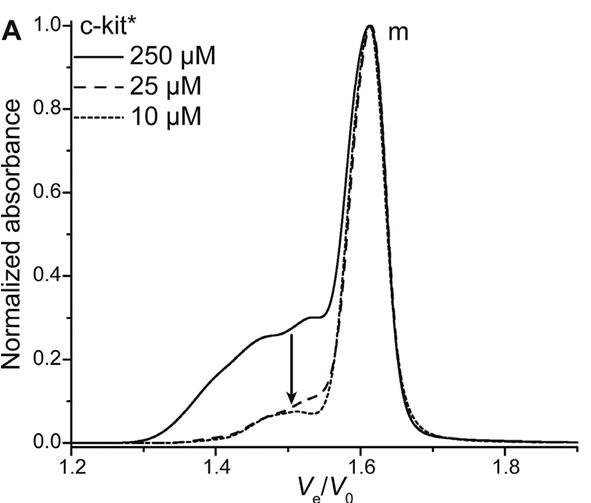 A
c-kit*
250 μM
25 μM
10 μM
m
Normalized absorbance
1.0
0.8
0.6
0.4
0.2
0.0
1.2 1.4 1.6 1.8
Ve/V0